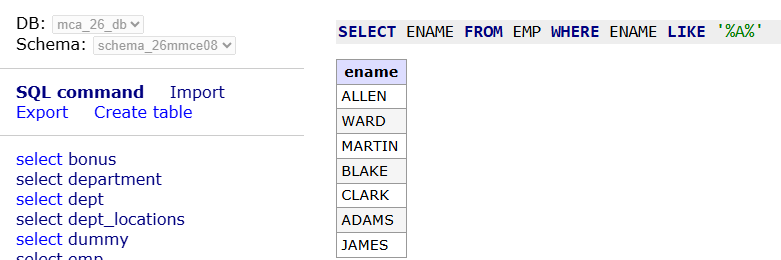 DB: mca_26_db
Schema: schema_26mmce08
SQL command Import
Export Create table
select bonus
select department
select dept
select dept_locations
select dummy
select emp
SELECT ENAME FROM EMP WHERE ENAME LIKE '%A%'
ename
ALLEN
WARD
MARTIN
BLAKE
CLARK
ADAMS
JAMES